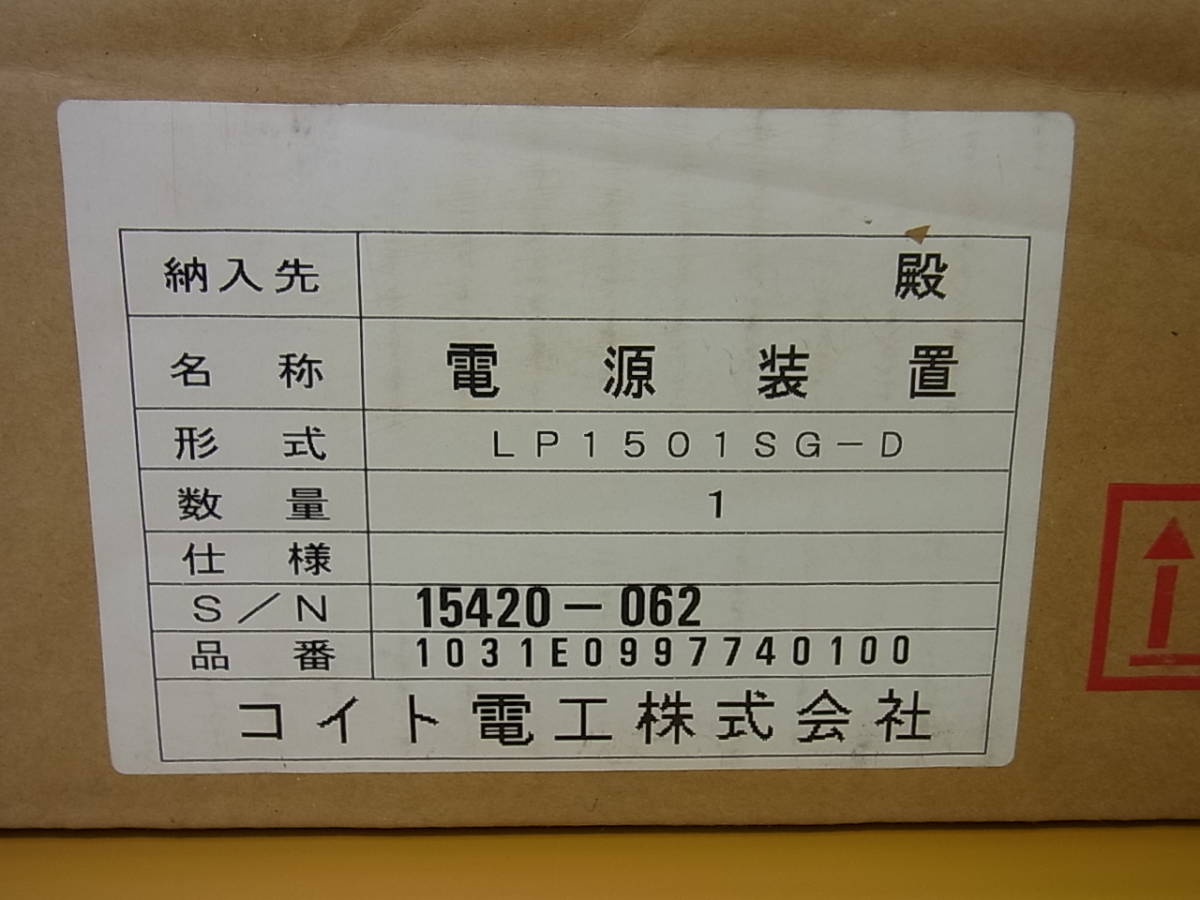 納入先 殿
名称 電源装置
形式 LP1501SG-D
数量 1
仕様
S/N 15420-062
品番 1031E0997740100
コイト電工株式会社